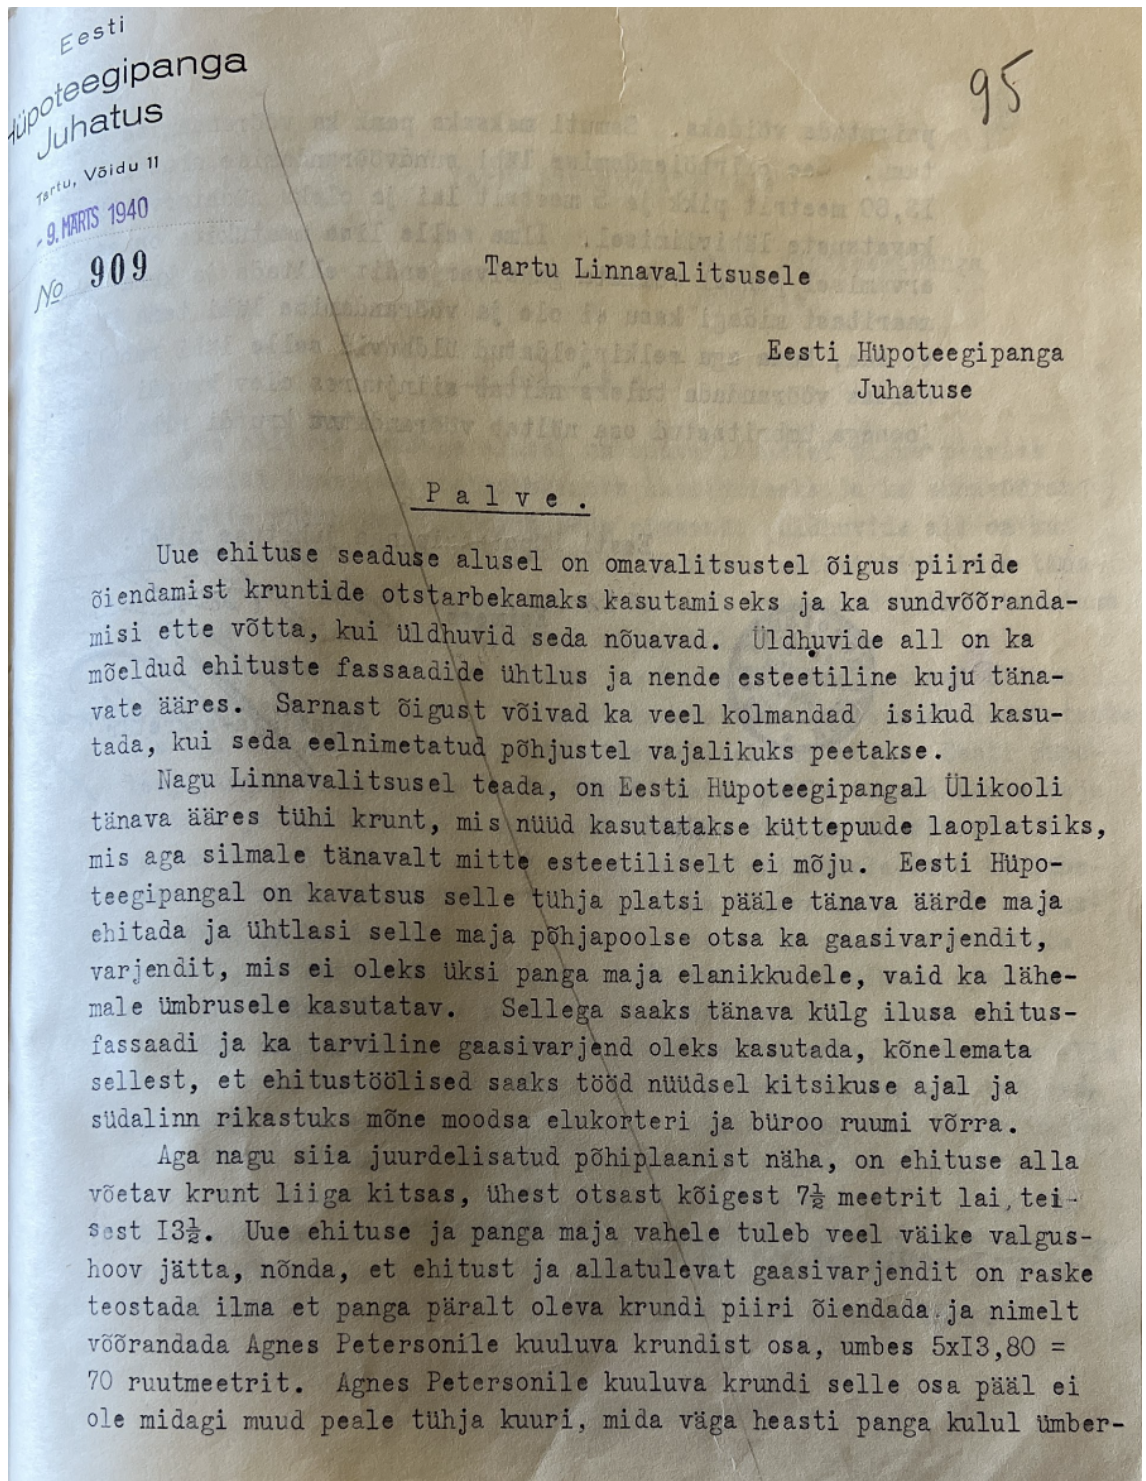 Eesti
Hüpoteegipanga
Juhatus
Tartu, Võidu 11
- 9. MÄRTS 1940
No 909
95
Tartu Linnavalitsusele
Eesti Hüpoteegipanga
Juhatuse
P a l v e .
Uue ehituse seaduse alusel on omavalitsustel õigus piiride
õiendamist kruntide otstarbekamaks kasutamiseks ja ka sundvõõranda-
misi ette võtta, kui üldhuvid seda nõuavad. Üldhuvide all on ka
mõeldud ehituste fassaadide ühtlus ja nende esteetiline kuju täna-
vate ääres. Sarnast õigust võivad ka veel kolmandad isikud kasu-
tada, kui seda eelnimetatud põhjustel vajalikuks peetakse.
Nagu Linnavalitsusel teada, on Eesti Hüpoteegipangal Ülikooli
tänava ääres tühi krunt, mis nüüd kasutatakse küttepuude laoplatsiks,
mis aga silmale tänavalt mitte esteetiliselt ei mõju. Eesti Hüpo-
teegipangal on kavatsus selle tühja platsi pääle tänava äärde maja
ehitada ja ühtlasi selle maja põhjapoolse otsa ka gaasivarjendit,
varjendit, mis ei oleks üksi panga maja elanikkudele, vaid ka lähe-
male ümbrusele kasutatav. Sellega saaks tänava külg ilusa ehitus-
fassaadi ja ka tarviline gaasivarjend oleks kasutada, kõnelemata
sellest, et ehitustöölised saaks tööd nüüdsel kitsikuse ajal ja
südalinn rikastuks mõne moodsa elukorteri ja büroo ruumi võrra.
Aga nagu siia juurdelisatud põhiplaanist näha, on ehituse alla
võetav krunt liiga kitsas, ühest otsast kõigest 7½ meetrit lai, tei-
sest I3½. Uue ehituse ja panga maja vahele tuleb veel väike valgus-
hoov jätta, nõnda, et ehitust ja allatulevat gaasivarjendit on raske
teostada ilma et panga päralt oleva krundi piiri õiendada ja nimelt
võõrandada Agnes Petersonile kuuluva krundist osa, umbes 5xI3,80 =
70 ruutmeetrit. Agnes Petersonile kuuluva krundi selle osa pääl ei
ole midagi muud peale tühja kuuri, mida väga heasti panga kulul ümber-